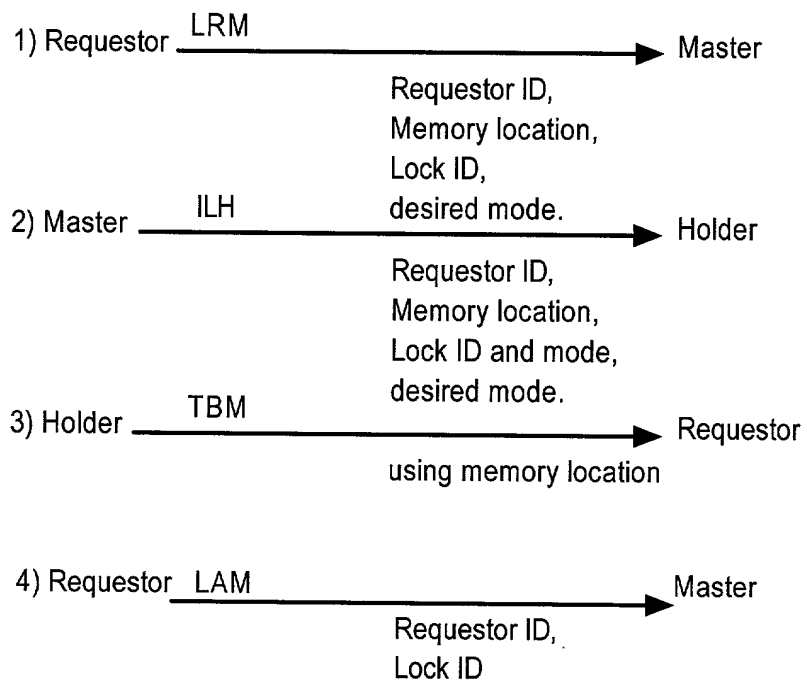 1) Requestor LRM Master
Requestor ID,
Memory location,
Lock ID,
desired mode.
2) Master ILH Holder
Requestor ID,
Memory location,
Lock ID and mode,
desired mode.
3) Holder TBM Requestor
using memory location
4) Requestor LAM Master
Requestor ID,
Lock ID